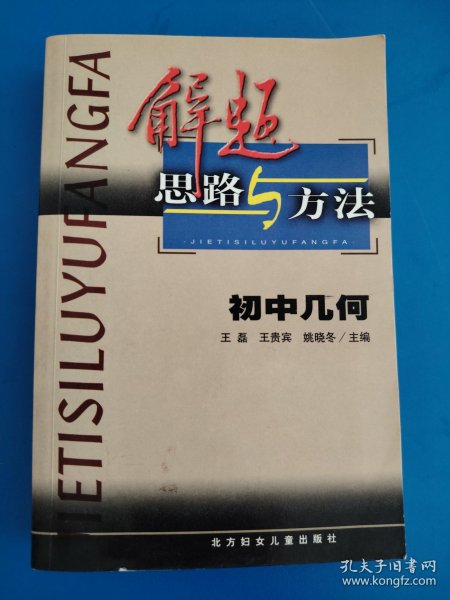 JIETISILUYUFANGFA
解题
思路与方法
·JIETISILUYUFANGFA·
初中几何
王磊 王贵宾 姚晓冬/主编
北方妇女儿童出版社
孔夫子旧书网
www.kongfz.com